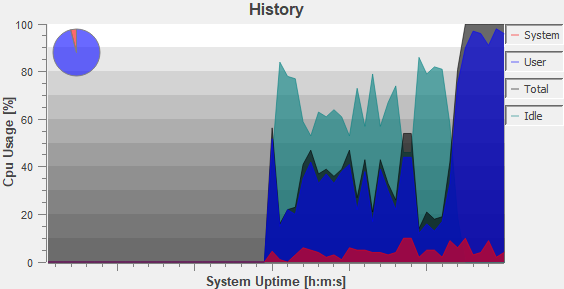 History
Cpu Usage [%]
100
80
60
40
20
0
System Uptime [h:m:s]
System
User
Total
Idle